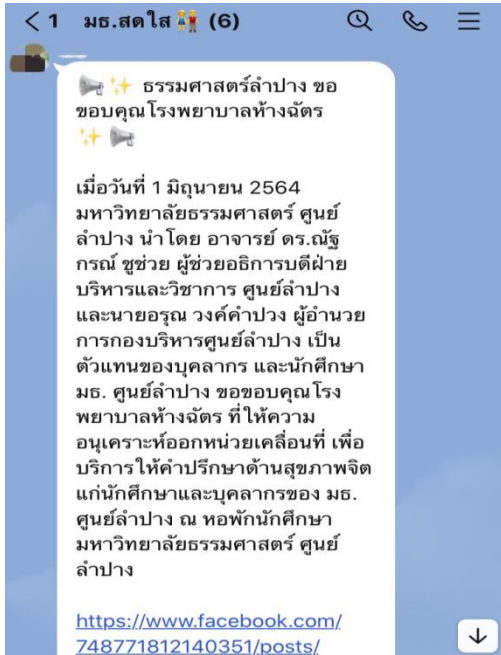 1 มธ.สดใส👫 (6)
📢✨ ธรรมศาสตร์ลำปาง ขอ
ขอบคุณโรงพยาบาลห้างฉัตร
✨📢
เมื่อวันที่ 1 มิถุนายน 2564
มหาวิทยาลัยธรรมศาสตร์ ศูนย์
ลำปาง นำโดย อาจารย์ ดร.ณัฐ
กรณ์ ชูช่วย ผู้ช่วยอธิการบดีฝ่าย
บริหารและวิชาการ ศูนย์ลำปาง
และนายอรุณ วงค์คำปวง ผู้อำนวย
การกองบริหารศูนย์ลำปาง เป็น
ตัวแทนของบุคลากร และนักศึกษา
มธ. ศูนย์ลำปาง ขอขอบคุณโรง
พยาบาลห้างฉัตร ที่ให้ความ
อนุเคราะห์ออกหน่วยเคลื่อนที่ เพื่อ
บริการให้คำปรึกษาด้านสุขภาพจิต
แก่นักศึกษาและบุคลากรของ มธ.
ศูนย์ลำปาง ณ หอพักนักศึกษา
มหาวิทยาลัยธรรมศาสตร์ ศูนย์
ลำปาง
https://www.facebook.com/
748771812140351/posts/